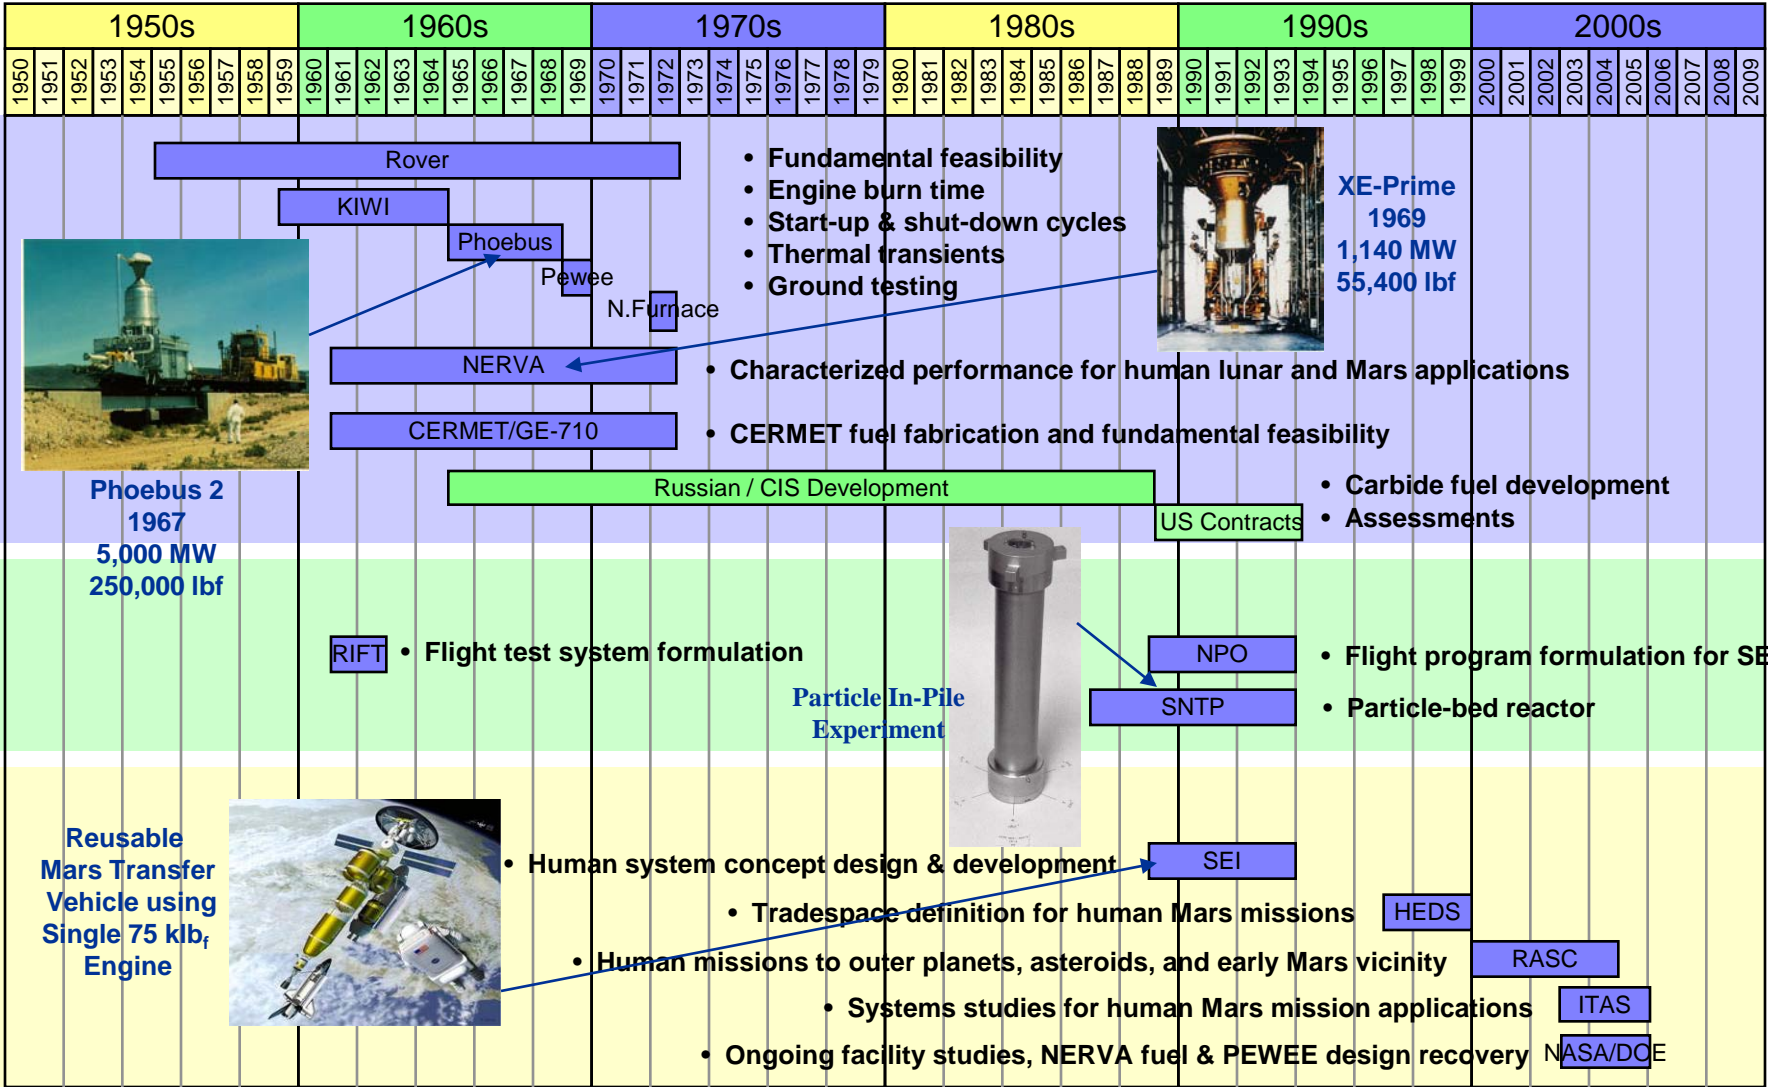 1950s 1960s 1970s 1980s 1990s 2000s
1950 1951 1952 1953 1954 1955 1956 1957 1958 1959 1960 1961 1962 1963 1964 1965 1966 1967 1968 1969 1970 1971 1972 1973 1974 1975 1976 1977 1978 1979 1980 1981 1982 1983 1984 1985 1986 1987 1988 1989 1990 1991 1992 1993 1994 1995 1996 1997 1998 1999 2000 2001 2002 2003 2004 2005 2006 2007 2008 2009
Rover
KIWI
Phoebus
Pewee
N.Furnace
• Fundamental feasibility
• Engine burn time
• Start-up & shut-down cycles
• Thermal transients
• Ground testing
XE-Prime
1969
1,140 MW
55,400 lbf
NERVA
• Characterized performance for human lunar and Mars applications
CERMET/GE-710
• CERMET fuel fabrication and fundamental feasibility
Phoebus 2
1967
5,000 MW
250,000 lbf
Russian / CIS Development
US Contracts
• Carbide fuel development
• Assessments
RIFT
• Flight test system formulation
NPO
• Flight program formulation for SE
Particle In-Pile
Experiment
SNTP
• Particle-bed reactor
Reusable
Mars Transfer
Vehicle using
Single 75 klbf
Engine
• Human system concept design & development
SEI
• Tradespace definition for human Mars missions
HEDS
• Human missions to outer planets, asteroids, and early Mars vicinity
RASC
• Systems studies for human Mars mission applications
ITAS
• Ongoing facility studies, NERVA fuel & PEWEE design recovery
NASA/DOE